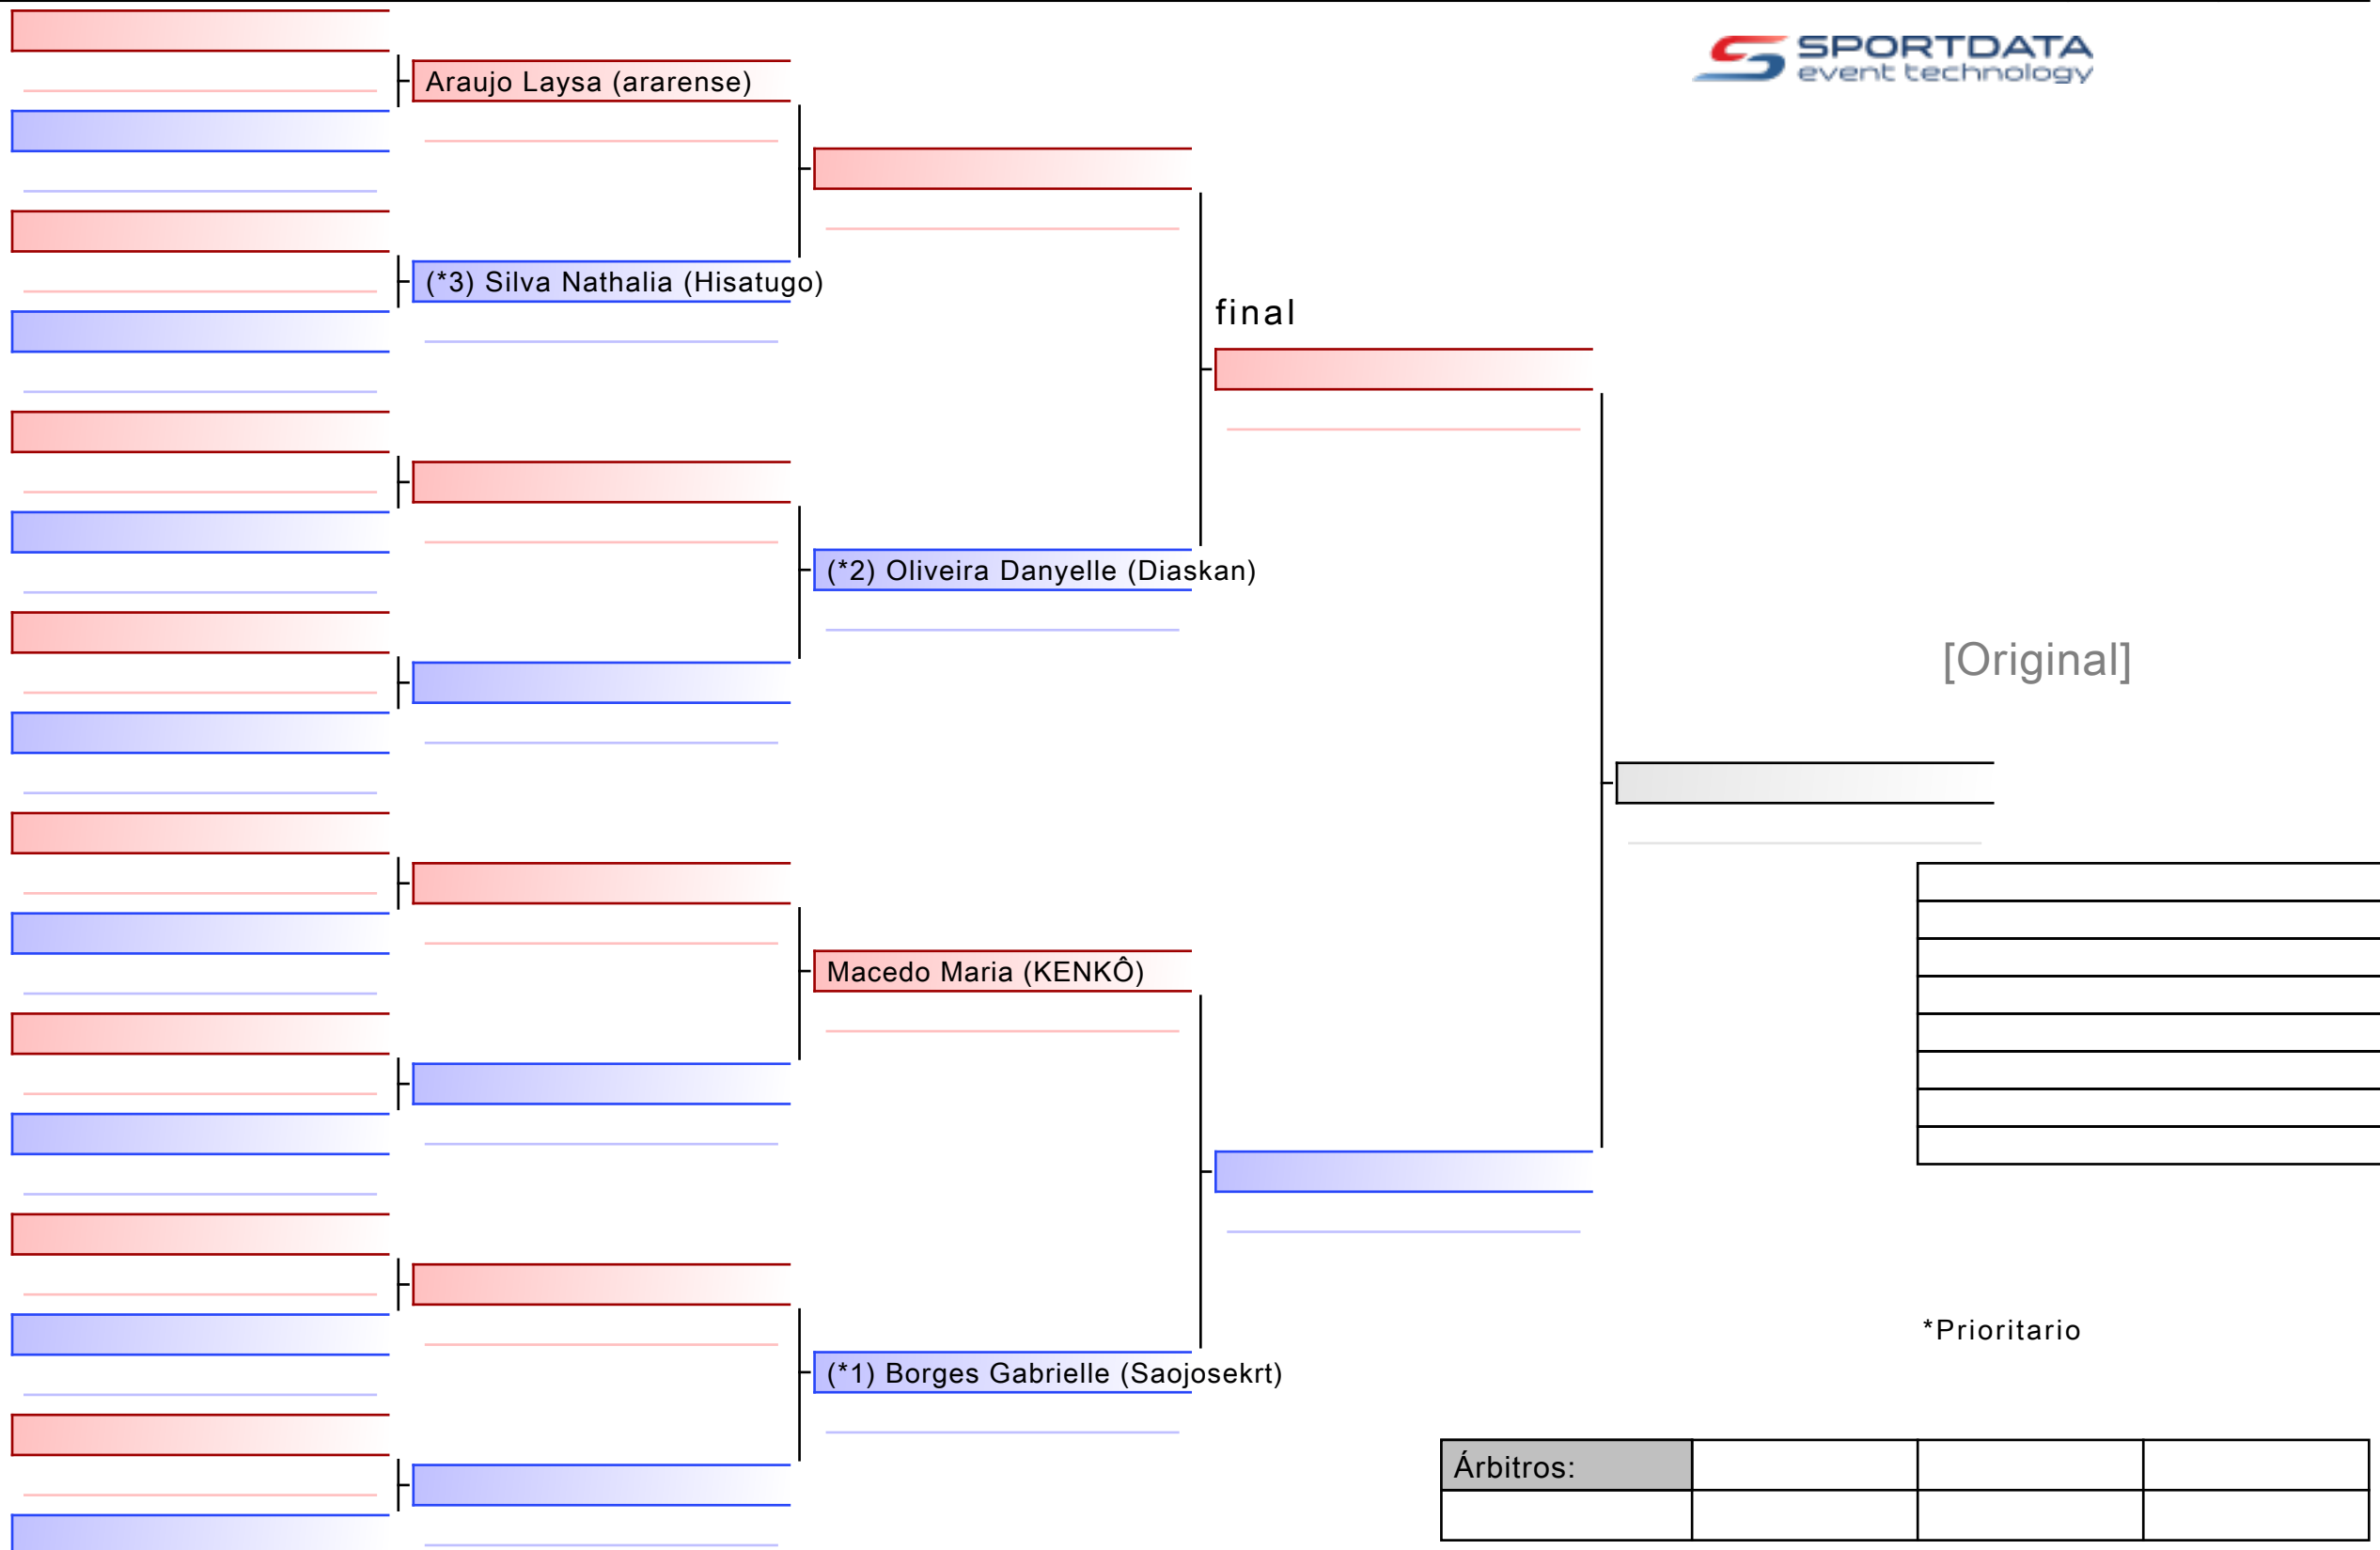 SPORTDATA
event technology
Araujo Laysa (ararense)
(*3) Silva Nathalia (Hisatugo)
final
(*2) Oliveira Danyelle (Diaskan)
[Original]
Macedo Maria (KENKÔ)
*Prioritario
(*1) Borges Gabrielle (Saojosekrt)
Árbitros: